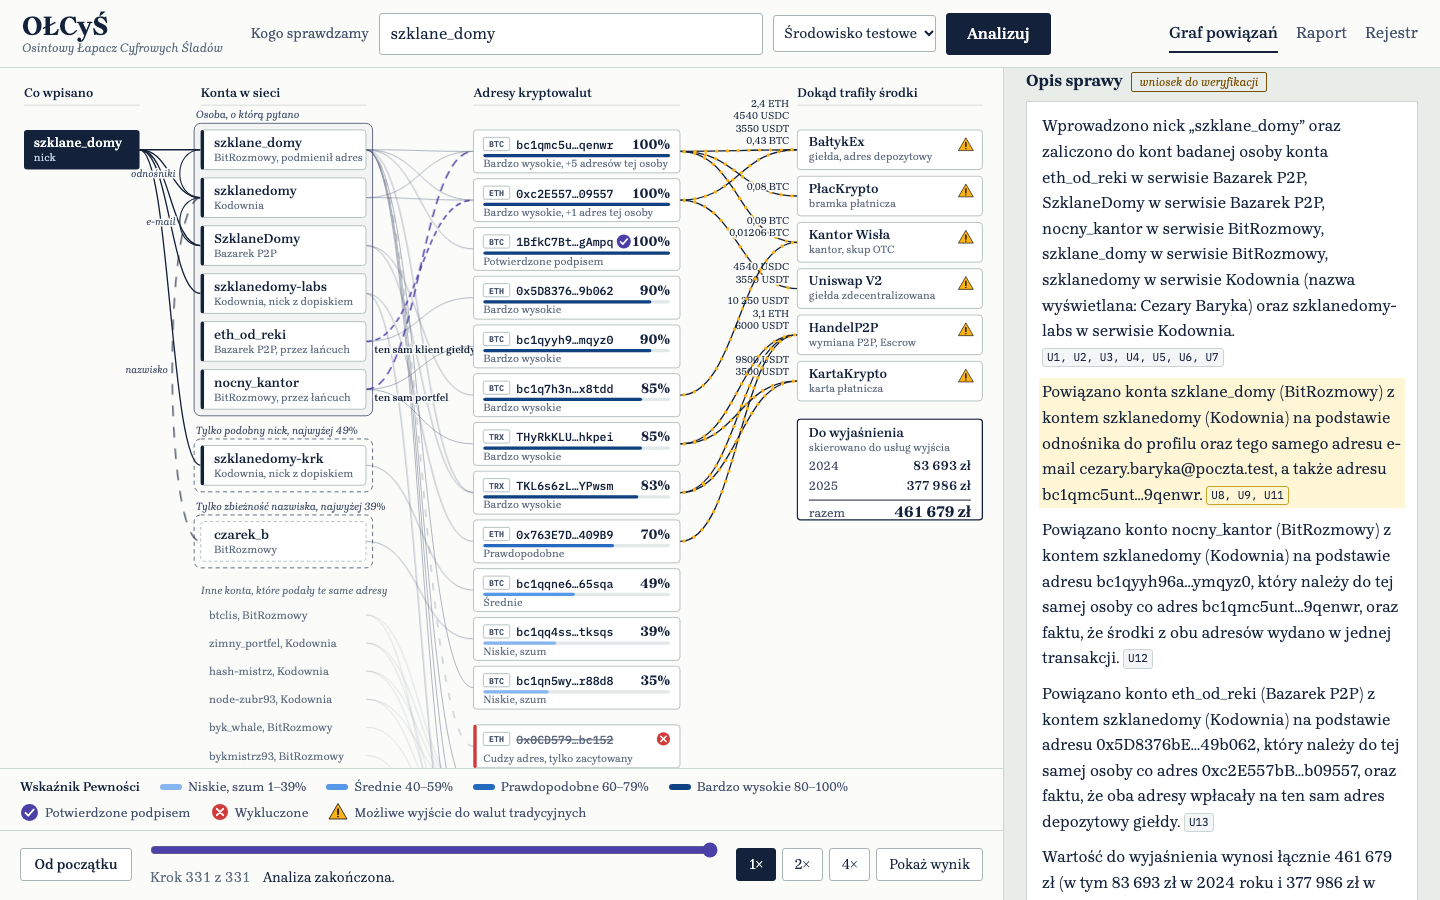 OŁCyŚ
Osintowy Łapacz Cyfrowych Śladów
Kogo sprawdzamy
szklane_domy
Środowisko testowe
Analizuj
Graf powiązań
Raport
Rejestr
Co wpisano
Konta w sieci
Adresy kryptowalut
Dokąd trafiły środki
szklane_domy
nick
odnośniki
e-mail
nazwisko
Osoba, o którą pytano
szklane_domy
BitRozmowy, podmienił adres
szklanedomy
Kodownia
SzklaneDomy
Bazarek P2P
szklanedomy-labs
Kodownia, nick z dopiskiem
eth_od_reki
Bazarek P2P, przez łańcuch
nocny_kantor
BitRozmowy, przez łańcuch
ten sam klient giełdy
ten sam portfel
Tylko podobny nick, najwyżej 49%
szklanedomy-krk
Kodownia, nick z dopiskiem
Tylko zbieżność nazwiska, najwyżej 39%
czarek_b
BitRozmowy
Inne konta, które podały te same adresy
btclis, BitRozmowy
zimny_portfel, Kodownia
hash-mistrz, Kodownia
node-zubr93, Kodownia
byk_whale, BitRozmowy
bykmistrz93, BitRozmowy
BTC bc1qmc5u…qenwr 100%
Bardzo wysokie, +5 adresów tej osoby
ETH 0xc2E557…09557 100%
Bardzo wysokie, +1 adres tej osoby
BTC 1BfkC7Bt…gAmpq 100%
Potwierdzone podpisem
ETH 0x5D8376…9b062 90%
Bardzo wysokie
BTC bc1qyyh9…mqyz0 90%
Bardzo wysokie
BTC bc1q7h3n…x8tdd 85%
Bardzo wysokie
TRX THyRkKLU…hkpei 85%
Bardzo wysokie
TRX TKL6s6zL…YPwsm 83%
Bardzo wysokie
ETH 0x763E7D…409B9 70%
Prawdopodobne
BTC bc1qqne6…65sqa 49%
Średnie
BTC bc1qq4ss…tksqs 39%
Niskie, szum
BTC bc1qn5wy…r88d8 35%
Niskie, szum
ETH 0x0CD579…bc152
Cudzy adres, tylko zacytowany
2,4 ETH
4540 USDC
3550 USDT
0,43 BTC
0,08 BTC
0,09 BTC
0,01206 BTC
4540 USDC
3550 USDT
10 250 USDT
3,1 ETH
6000 USDT
9800 USDT
3500 USDT
BałtykEx
giełda, adres depozytowy
PłacKrypto
bramka płatnicza
Kantor Wisła
kantor, skup OTC
Uniswap V2
giełda zdecentralizowana
HandelP2P
wymiana P2P, Escrow
KartaKrypto
karta płatnicza
Do wyjaśnienia
skierowano do usług wyjścia
2024 83 693 zł
2025 377 986 zł
razem 461 679 zł
Wskaźnik Pewności
Niskie, szum 1–39%
Średnie 40–59%
Prawdopodobne 60–79%
Bardzo wysokie 80–100%
Potwierdzone podpisem
Wykluczone
Możliwe wyjście do walut tradycyjnych
Od początku
Krok 331 z 331 Analiza zakończona.
1×
2×
4×
Pokaż wynik
Opis sprawy
wniosek do weryfikacji
Wprowadzono nick „szklane_domy” oraz
zaliczono do kont badanej osoby konta
eth_od_reki w serwisie Bazarek P2P,
SzklaneDomy w serwisie Bazarek P2P,
nocny_kantor w serwisie BitRozmowy,
szklane_domy w serwisie BitRozmowy,
szklanedomy w serwisie Kodownia (nazwa
wyświetlana: Cezary Baryka) oraz szklanedomy-
labs w serwisie Kodownia.
U1, U2, U3, U4, U5, U6, U7
Powiązano konta szklane_domy (BitRozmowy) z
kontem szklanedomy (Kodownia) na podstawie
odnośnika do profilu oraz tego samego adresu e-
mail cezary.baryka@poczta.test, a także adresu
bc1qmc5unt…9qenwr. U8, U9, U11
Powiązano konto nocny_kantor (BitRozmowy) z
kontem szklanedomy (Kodownia) na podstawie
adresu bc1qyyh96a…ymqyz0, który należy do tej
samej osoby co adres bc1qmc5unt…9qenwr, oraz
faktu, że środki z obu adresów wydano w jednej
transakcji. U12
Powiązano konto eth_od_reki (Bazarek P2P) z
kontem szklanedomy (Kodownia) na podstawie
adresu 0x5D8376bE…49b062, który należy do tej
samej osoby co adres 0xc2E557bB…b09557, oraz
faktu, że oba adresy wpłacały na ten sam adres
depozytowy giełdy. U13
Wartość do wyjaśnienia wynosi łącznie 461 679
zł (w tym 83 693 zł w 2024 roku i 377 986 zł w